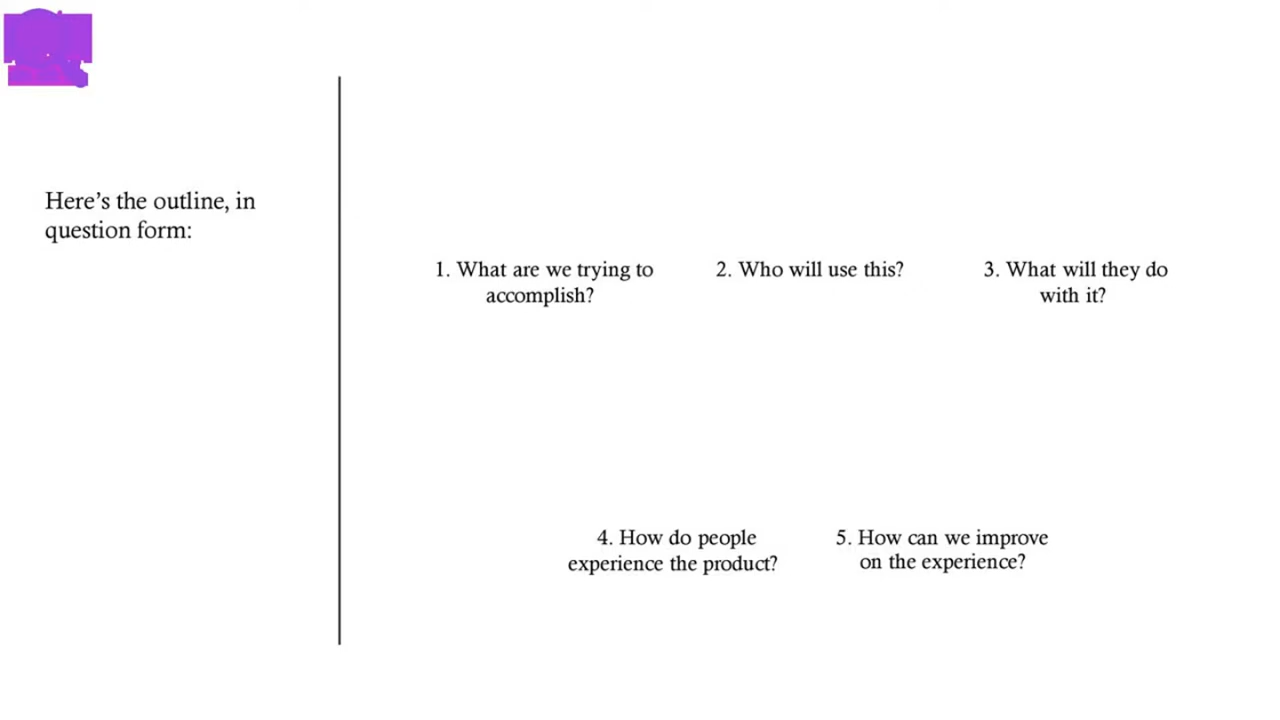 Here’s the outline, in
question form:
1. What are we trying to
accomplish?
2. Who will use this?
3. What will they do
with it?
4. How do people
experience the product?
5. How can we improve
on the experience?